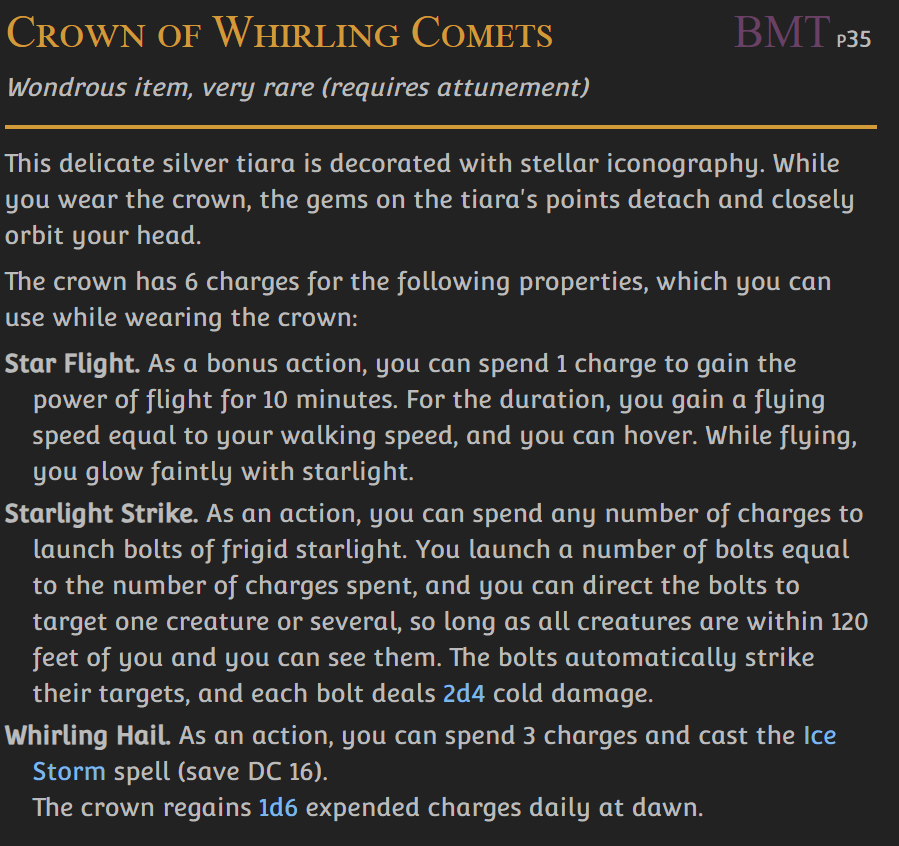 Crown of Whirling Comets BMT p35
Wondrous item, very rare (requires attunement)
This delicate silver tiara is decorated with stellar iconography. While
you wear the crown, the gems on the tiara's points detach and closely
orbit your head.
The crown has 6 charges for the following properties, which you can
use while wearing the crown:
Star Flight. As a bonus action, you can spend 1 charge to gain the
power of flight for 10 minutes. For the duration, you gain a flying
speed equal to your walking speed, and you can hover. While flying,
you glow faintly with starlight.
Starlight Strike. As an action, you can spend any number of charges to
launch bolts of frigid starlight. You launch a number of bolts equal
to the number of charges spent, and you can direct the bolts to
target one creature or several, so long as all creatures are within 120
feet of you and you can see them. The bolts automatically strike
their targets, and each bolt deals 2d4 cold damage.
Whirling Hail. As an action, you can spend 3 charges and cast the Ice
Storm spell (save DC 16).
The crown regains 1d6 expended charges daily at dawn.